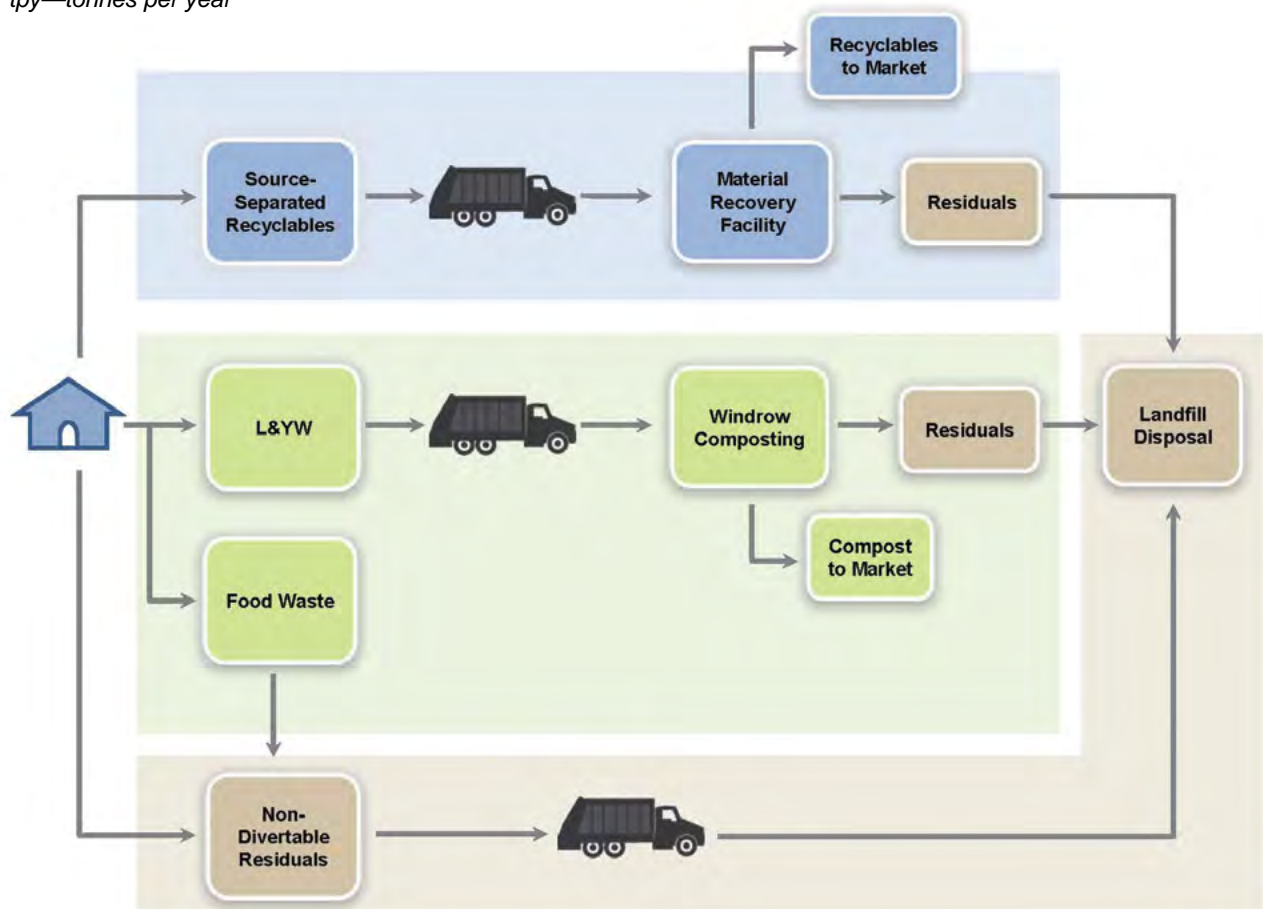 tpy—tonnes per year
Recyclables
to Market
Source-
Separated
Recyclables
Material
Recovery
Facility
Residuals
L&YW
Windrow
Composting
Residuals
Landfill
Disposal
Compost
to Market
Food Waste
Non-
Divertable
Residuals